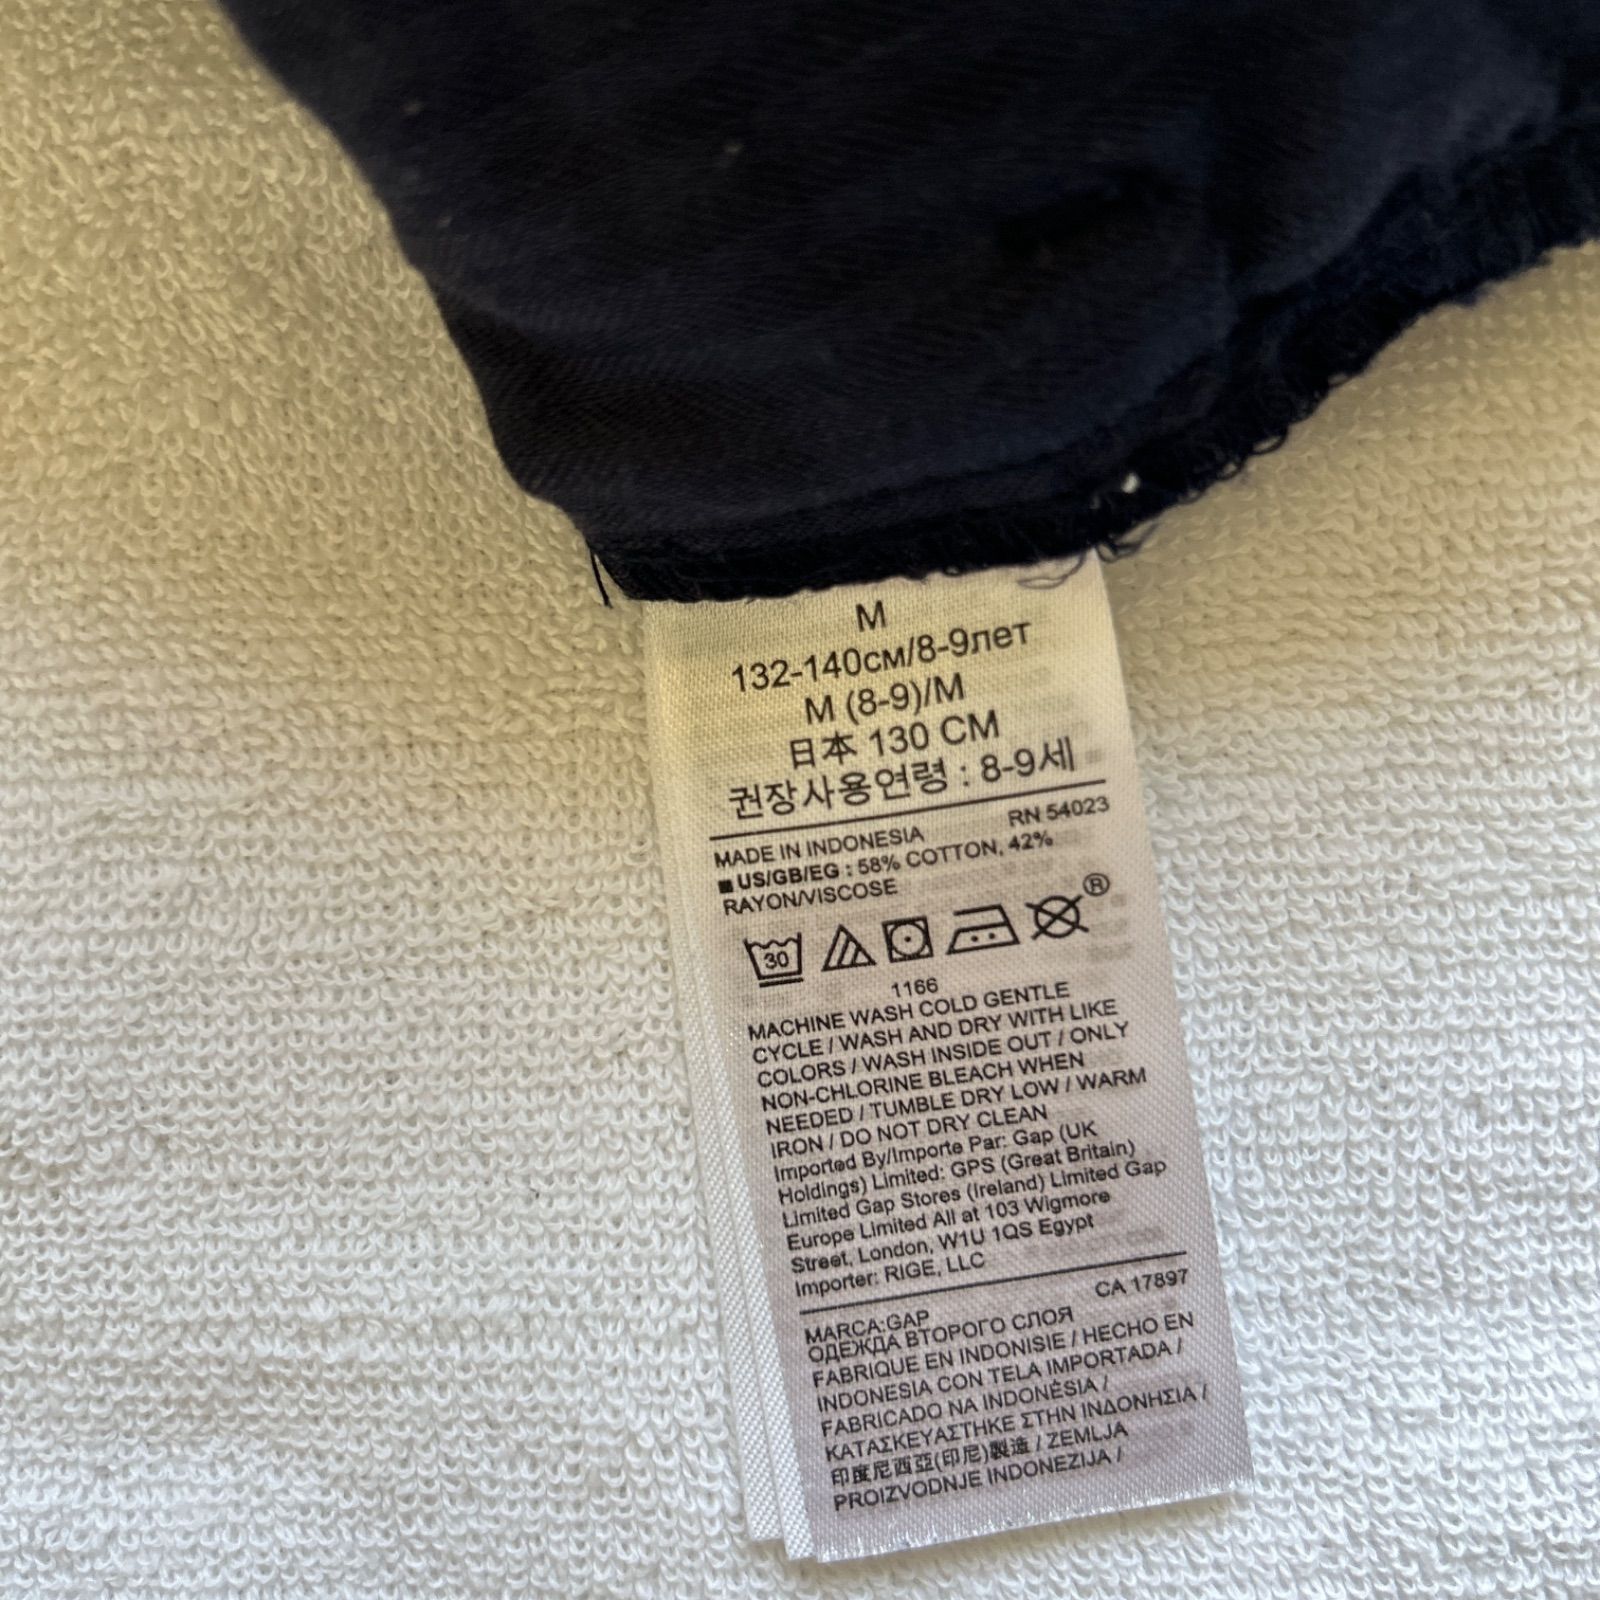 M
132-140см/8-9лет
M (8-9)/M
日本 130 CM
권장사용연령 : 8-9세
RN 54023
MADE IN INDONESIA
■ US/GB/EG : 58% COTTON, 42%
RAYON/VISCOSE
30
®
1166
MACHINE WASH COLD GENTLE
CYCLE / WASH AND DRY WITH LIKE
COLORS / WASH INSIDE OUT / ONLY
NON-CHLORINE BLEACH WHEN
NEEDED / TUMBLE DRY LOW / WARM
IRON / DO NOT DRY CLEAN
Imported By/Importe Par: Gap (UK
Holdings) Limited: GPS (Great Britain)
Limited Gap Stores (Ireland) Limited Gap
Europe Limited All at 103 Wigmore
Street, London, W1U 1QS Egypt
Importer: RIGE, LLC
CA 17897
MARCA:GAP
ОДЕЖДА ВТОРОГО СЛОЯ
FABRIQUE EN INDONISIE / HECHO EN
INDONESIA CON TELA IMPORTADA /
FABRICADO NA INDONÉSIA /
ΚΑΤΑΣΚΕΥΑΣΤΗΚΕ ΣΤΗΝ ΙΝΔΟΝΗΣΙΑ /
印度尼西亞(印尼)製造 / ZEMLJA
PROIZVODNJE INDONEZIJA /